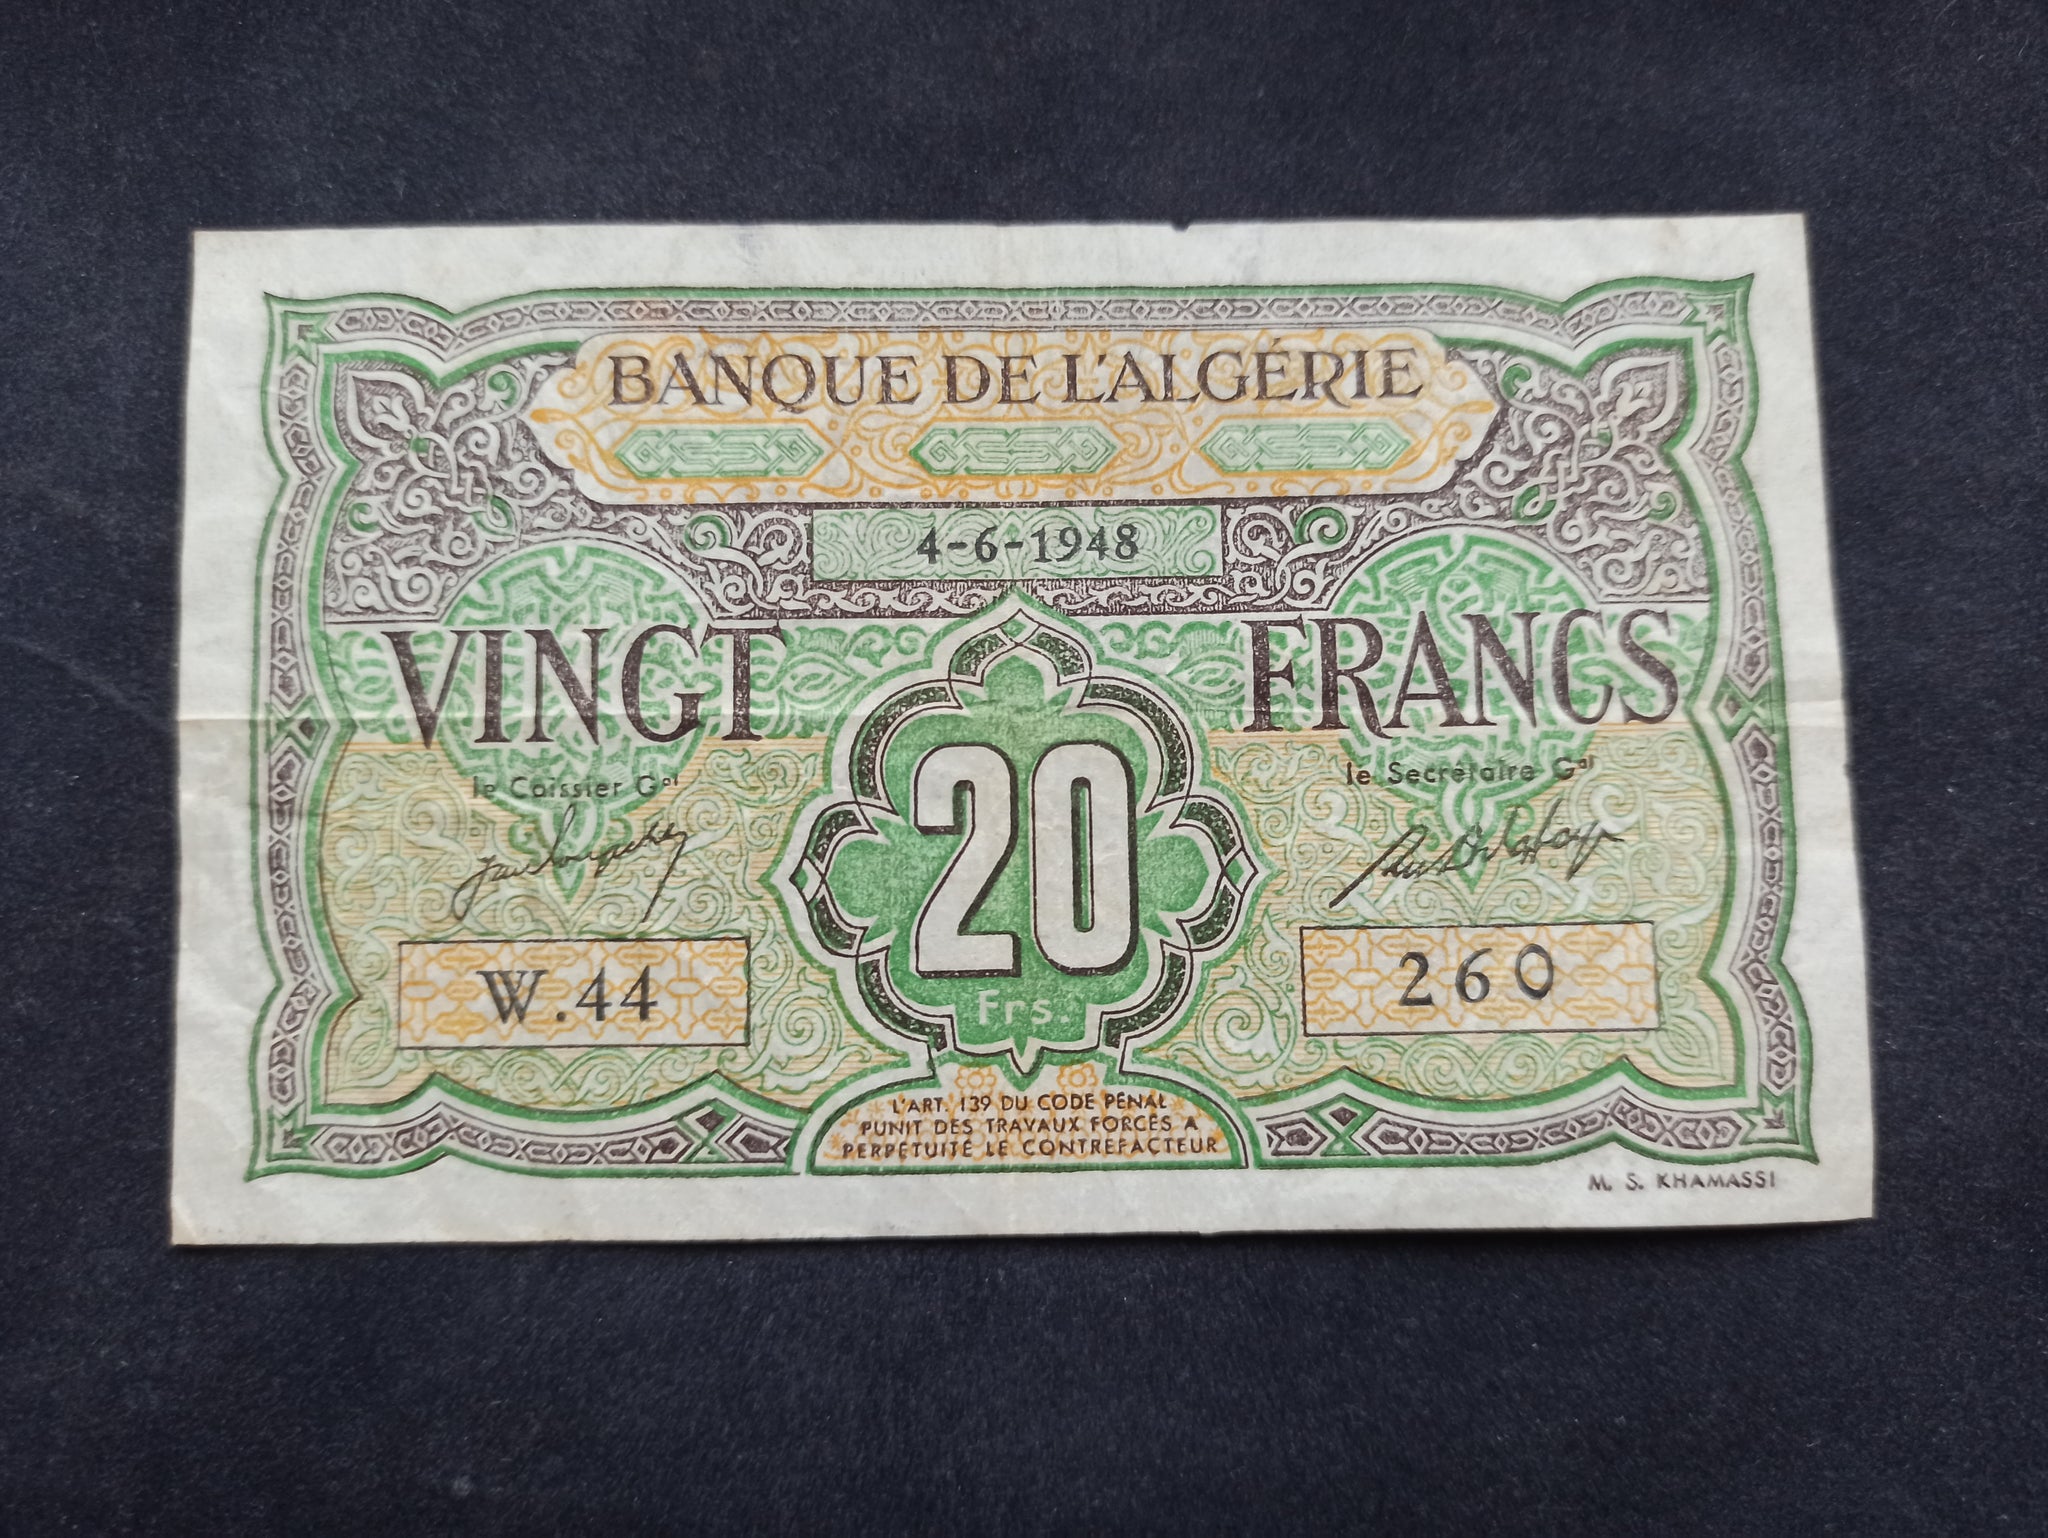 BANQUE DE L'ALGÉRIE
4-6-1948
VINGT FRANCS
le Caissier Gal
le Secrétaire Gal
20
W.44
260
Frs.
L'ART. 139 DU CODE PÉNAL
PUNIT DES TRAVAUX FORCÉS A
PERPÉTUITÉ LE CONTREFACTEUR
M. S. KHAMASSI